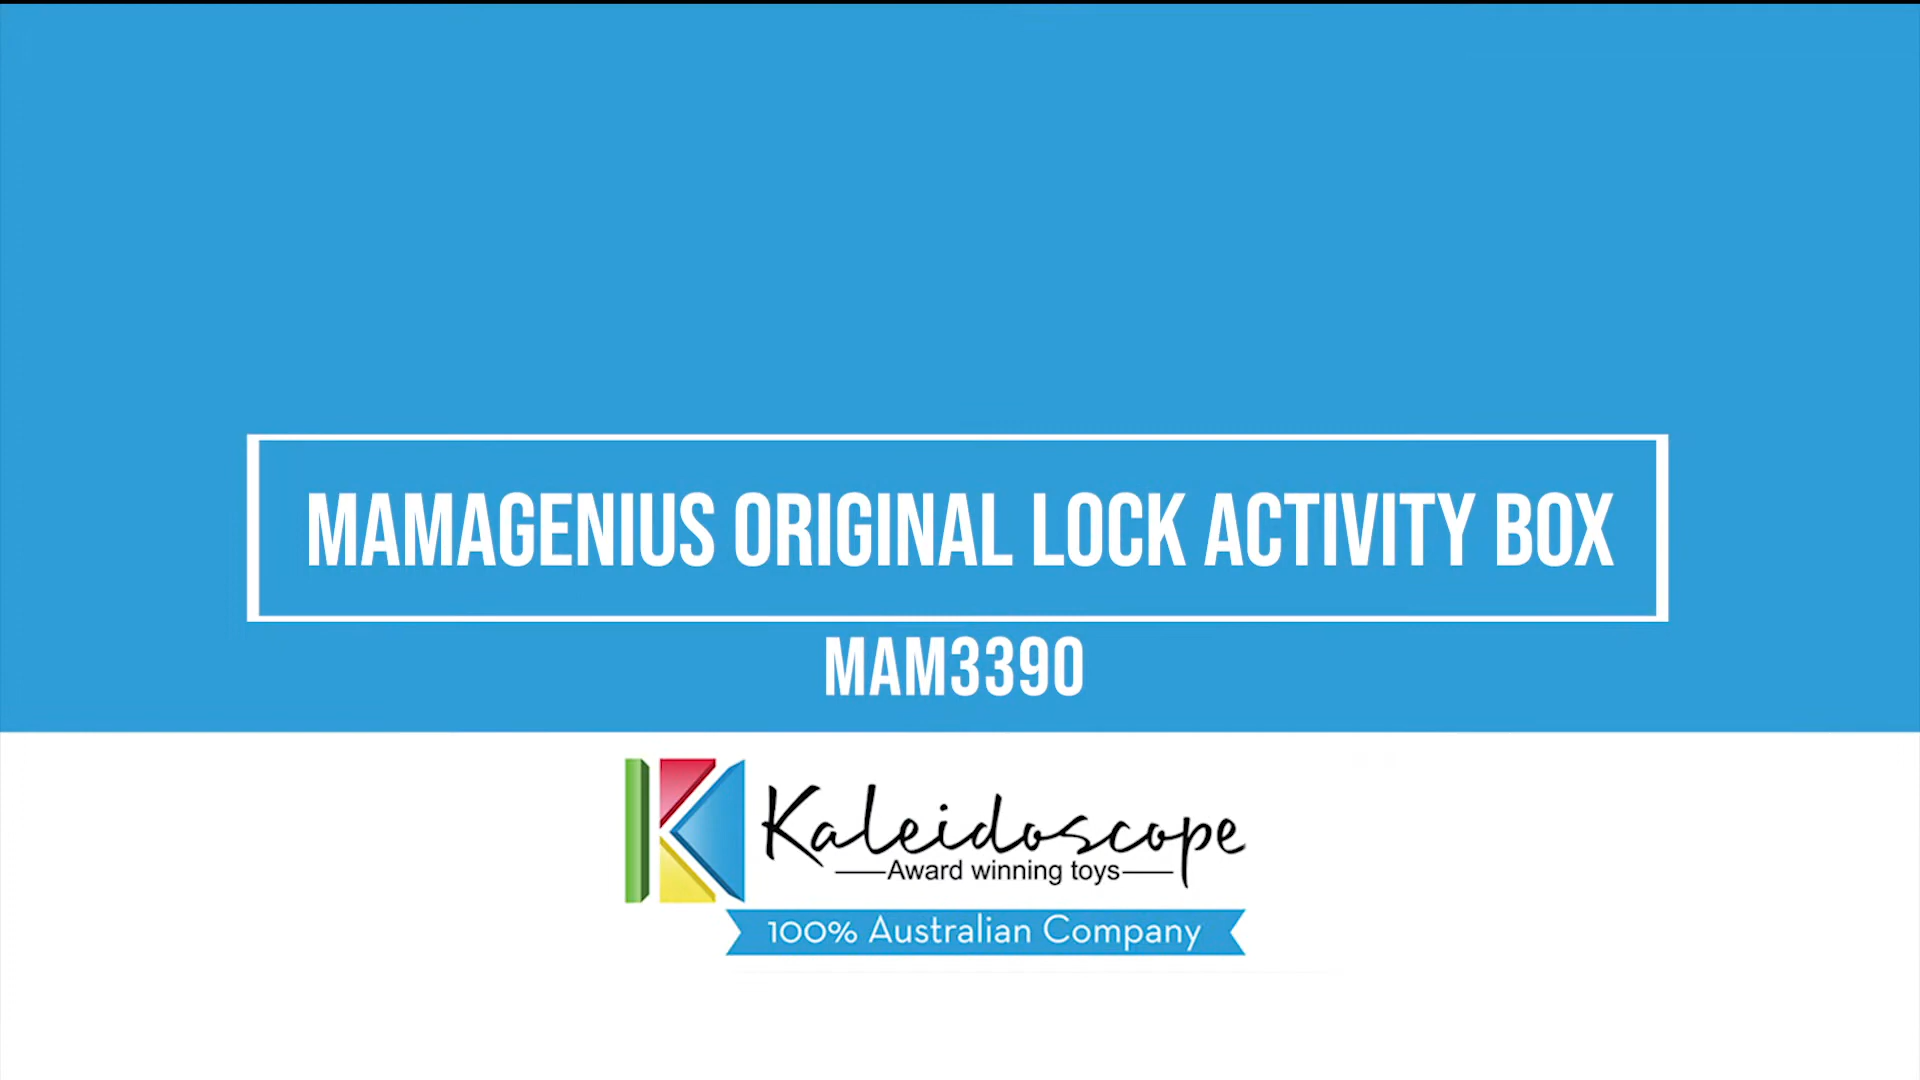 MAMAGENIUS ORIGINAL LOCK ACTIVITY BOX
MAM3390
Kaleidoscope
Award winning toys
100% Australian Company